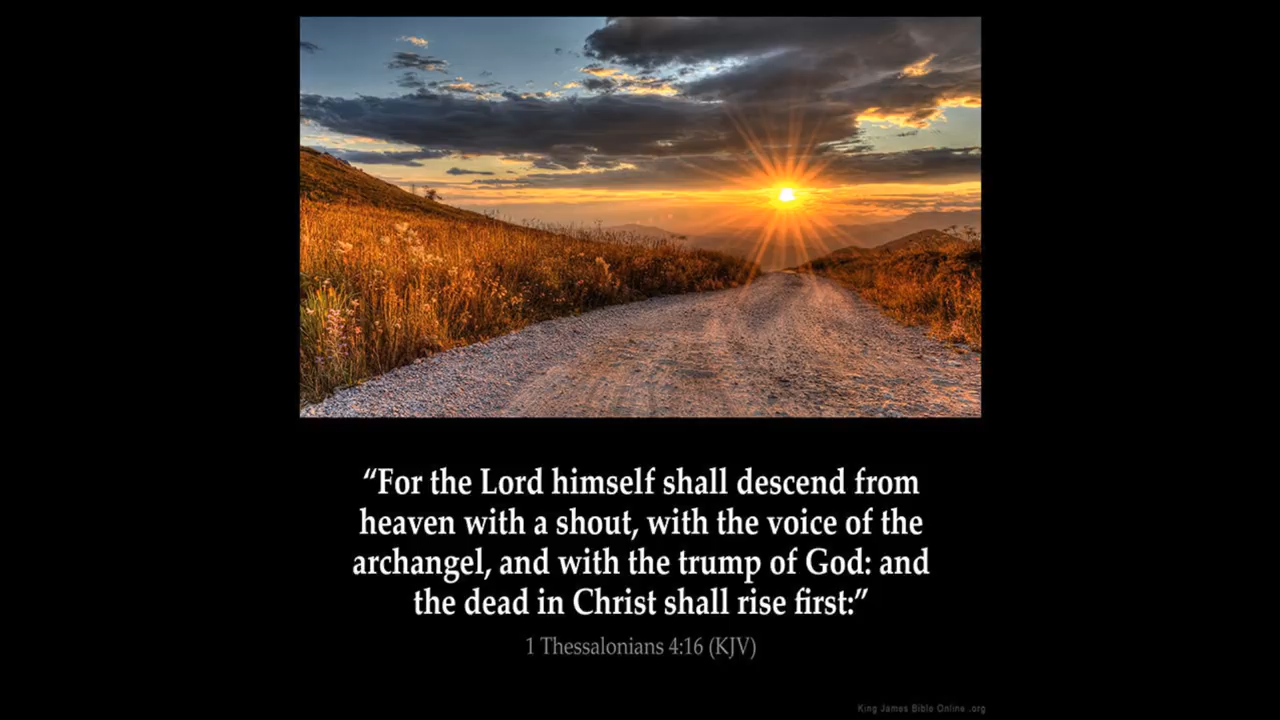 “For the Lord himself shall descend from
heaven with a shout, with the voice of the
archangel, and with the trump of God: and
the dead in Christ shall rise first:”
1 Thessalonians 4:16 (KJV)
King James Bible Online .org